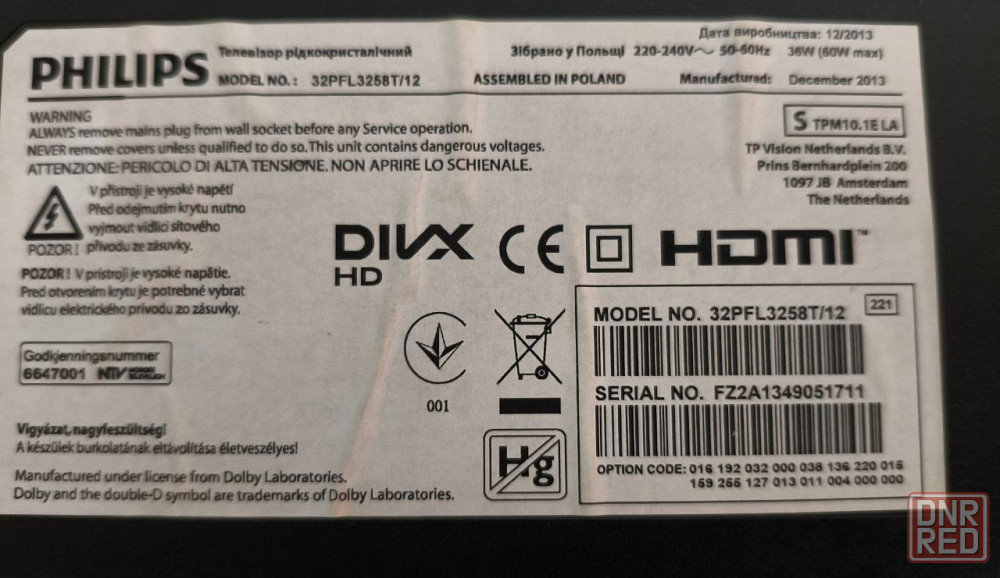 Дата виробництва: 12/2013
Телевізор рідкокристалічний
Зібрано у Польщі 220-240V~ 50-60Hz 36W (60W max)
PHILIPS
MODEL NO.: 32PFL3258T/12
ASSEMBLED IN POLAND
Manufactured: December 2013
WARNING
ALWAYS remove mains plug from wall socket before any Service operation.
NEVER remove covers unless qualified to do so. This unit contains dangerous voltages.
ATTENZIONE: PERICOLO DI ALTA TENSIONE. NON APRIRE LO SCHIENALE.
S TPM10.1E LA
TP Vision Netherlands B.V.
Prins Bernhardplein 200
1097 JB Amsterdam
The Netherlands
V přístroji je vysoké napětí
Před odejmutím krytu nutno
vyjmout vidlici síťového
POZOR! přívodu ze zásuvky.
POZOR! V prístroji je vysoké napätie.
Pred otvorením krytu je potrebné vybrat
vidlicu elektrického prívodu zo zásuvky.
DIVX
HD
CE
HDMI™
Godkjenningsnummer
6647001 NTV
001
Hg
MODEL NO. 32PFL3258T/12
221
SERIAL NO. FZ2A1349051711
OPTION CODE: 016 192 032 000 038 136 220 015
159 255 127 013 011 004 000 000
Vigyázat, nagyfeszültség!
A készülek burkolatának eltávolítása életveszélyes!
Manufactured under license from Dolby Laboratories.
Dolby and the double-D symbol are trademarks of Dolby Laboratories.
DNR
RED